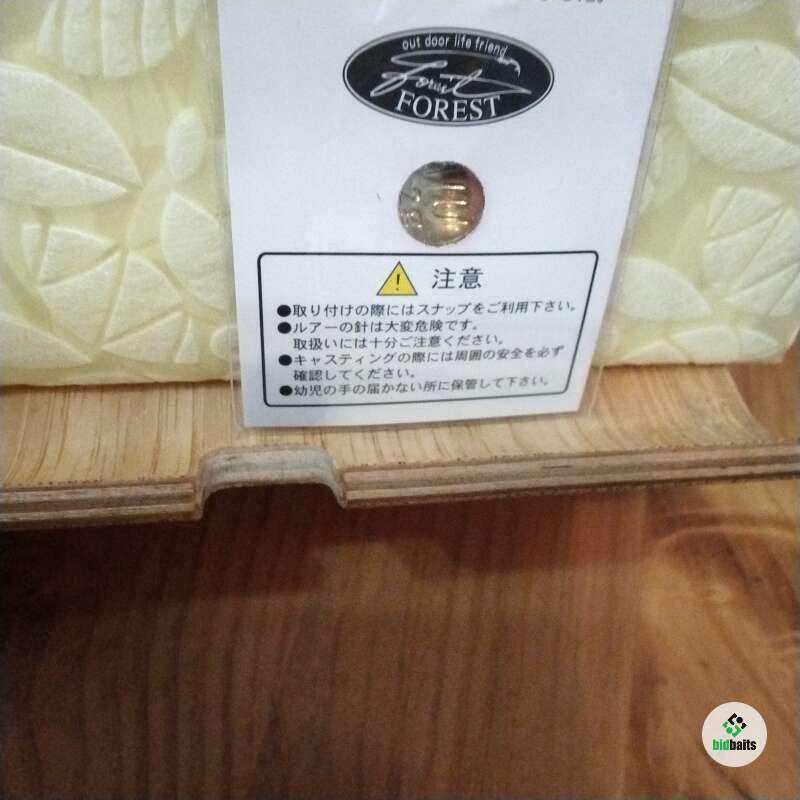 out door life friend
Forest
FOREST
注意
●取り付けの際にはスナップをご利用下さい。
●ルアーの針は大変危険です。
取扱いには十分ご注意ください。
●キャスティングの際には周囲の安全を必ず
確認してください。
●幼児の手の届かない所に保管して下さい。
bidbaits